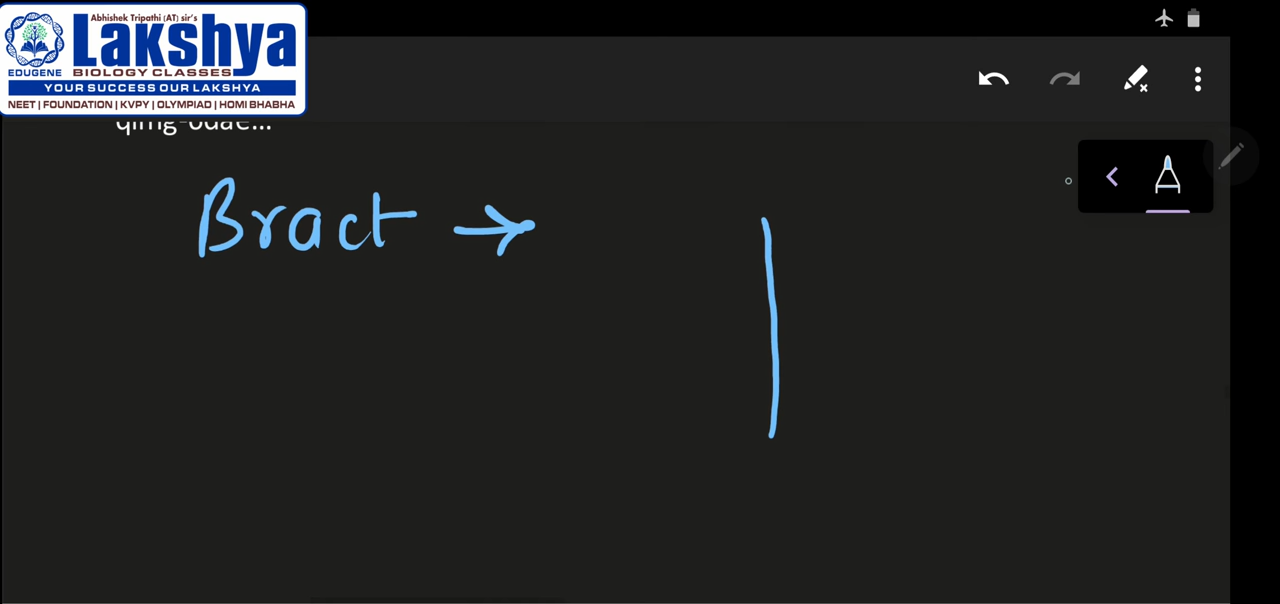 Abhishek Tripathi (AT) sir's
Lakshya
EDUGENE BIOLOGY CLASSES
YOUR SUCCESS OUR LAKSHYA
NEET | FOUNDATION | KVPY | OLYMPIAD | HOMI BHABHA
Bract →